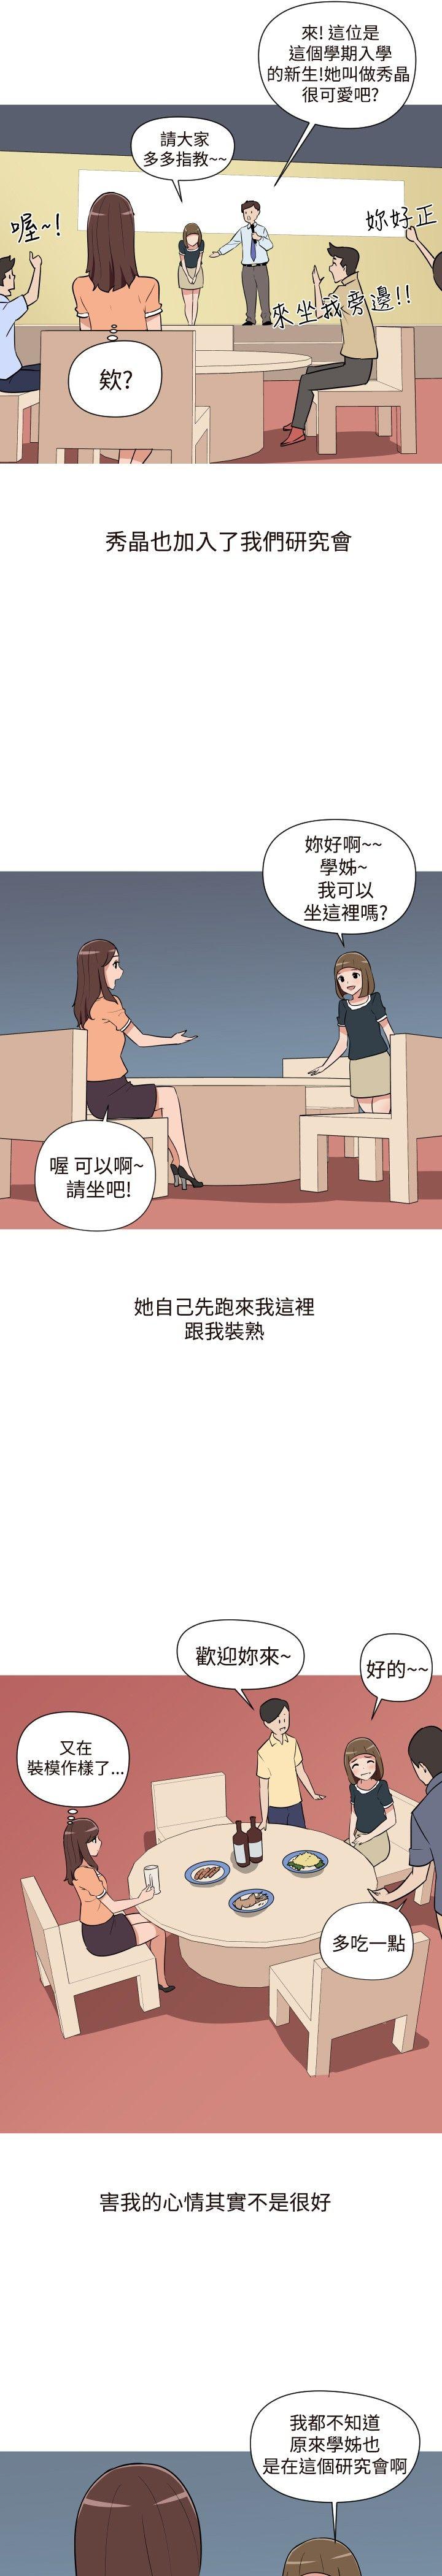 來! 這位是
這個學期入學
的新生!她叫做秀晶
很可愛吧?
請大家
多多指教~~
喔~!
妳好正
來坐我旁邊!!
欸?
秀晶也加入了我們研究會
妳好啊~~
學姊~
我可以
坐這裡嗎?
喔 可以啊~
請坐吧!
她自己先跑來我這裡
跟我裝熟
歡迎妳來~
好的~~
又在
裝模作樣了...
多吃一點
害我的心情其實不是很好
我都不知道
原來學姊也
是在這個研究會啊